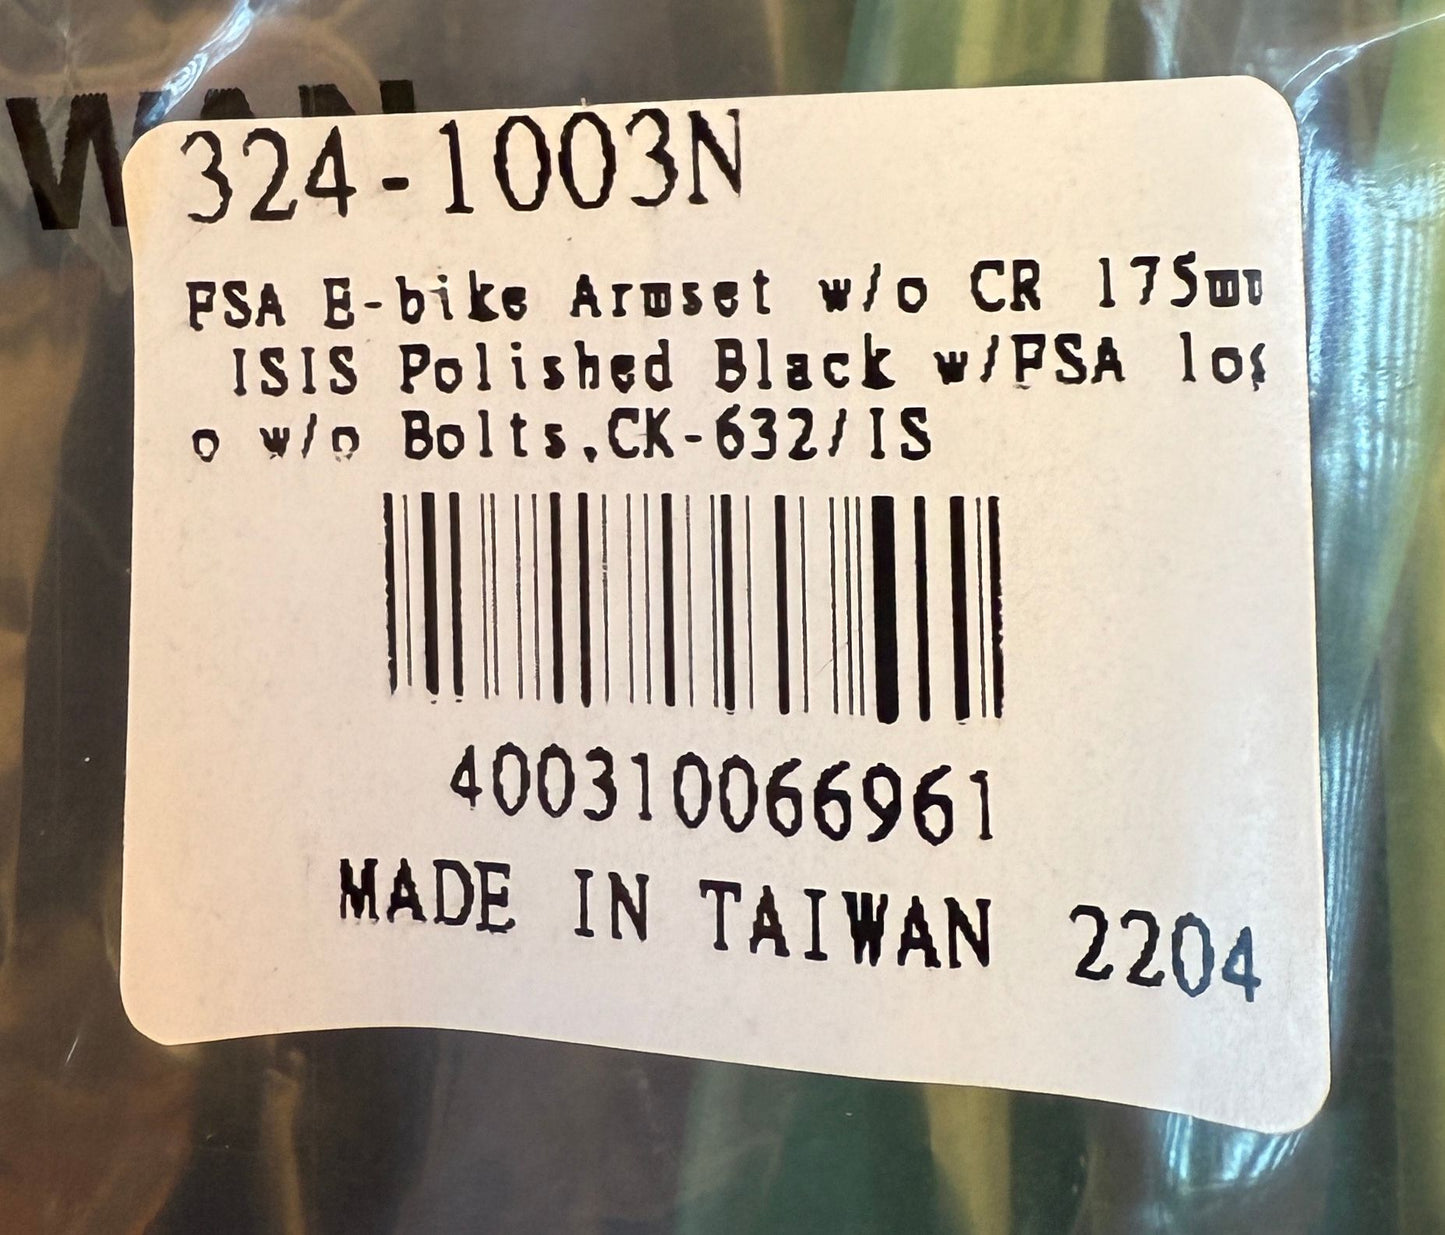 WAN
324-1003N
FSA E-bike Armset w/o CR 175mm
ISIS Polished Black w/FSA log
o w/o Bolts,CK-632/IS
400310066961
MADE IN TAIWAN 2204